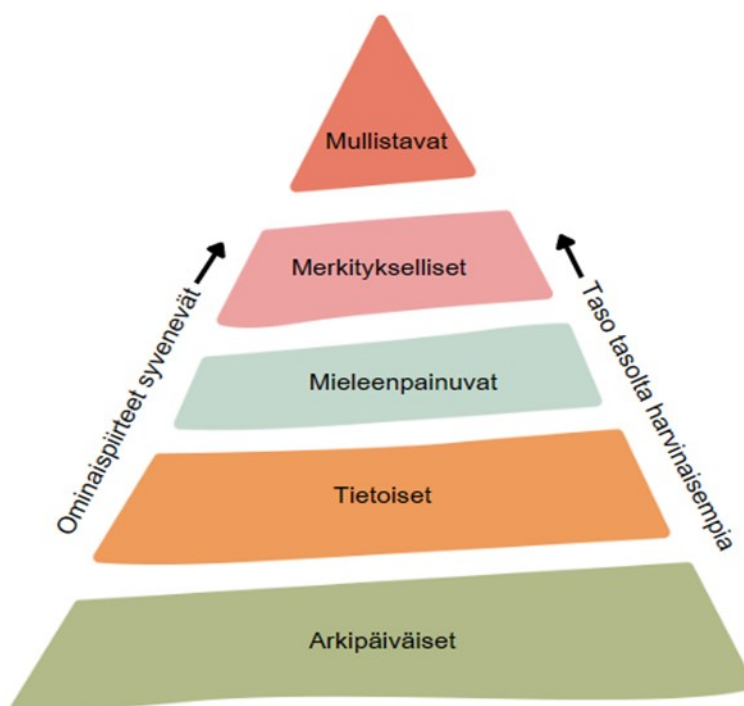 Mullistavat
Merkitykselliset
Mieleenpainuvat
Tietoiset
Arkipäiväiset
Ominaispiirteet syvenevät
Taso tasolta harvinaisempia